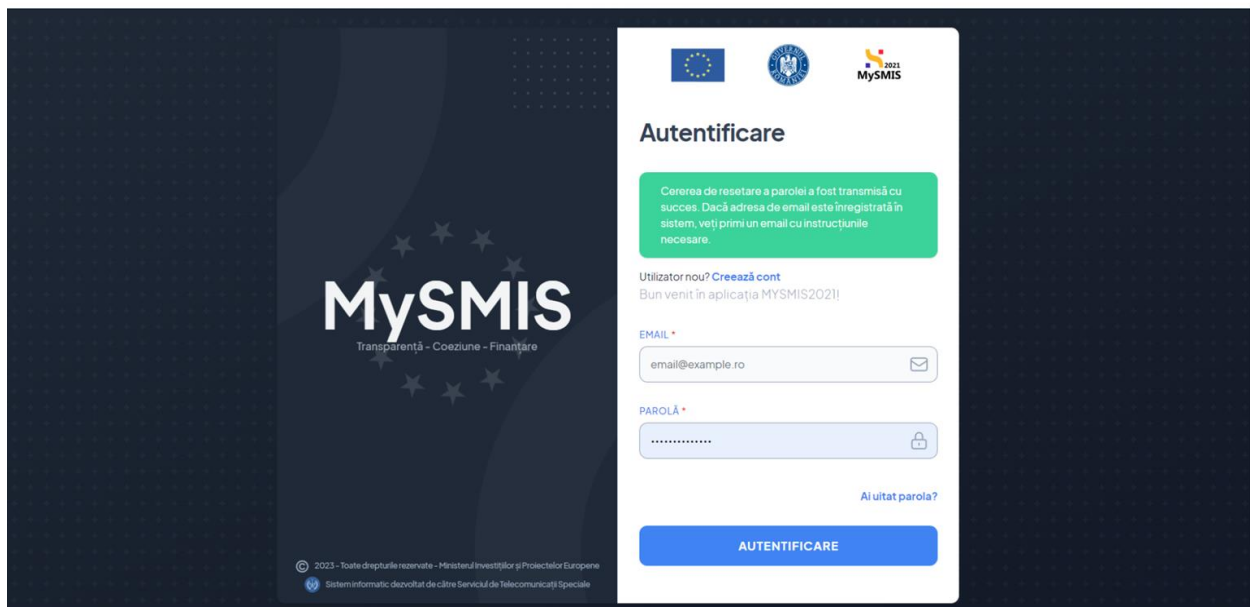 MySMIS
Transparență - Coeziune - Finanțare
© 2023 - Toate drepturile rezervate - Ministerul Investițiilor și Proiectelor Europene
Sistem informatic dezvoltat de către Serviciul de Telecomunicații Speciale
GUVERNUL ROMÂNIEI
2021
MySMIS
Autentificare
Cererea de resetare a parolei a fost transmisă cu
succes. Dacă adresa de email este înregistrată în
sistem, veți primi un email cu instrucțiunile
necesare.
Utilizator nou? Creează cont
Bun venit în aplicația MYSMIS2021!
EMAIL *
email@example.ro
PAROLĂ *
••••••••••••••
Ai uitat parola?
AUTENTIFICARE